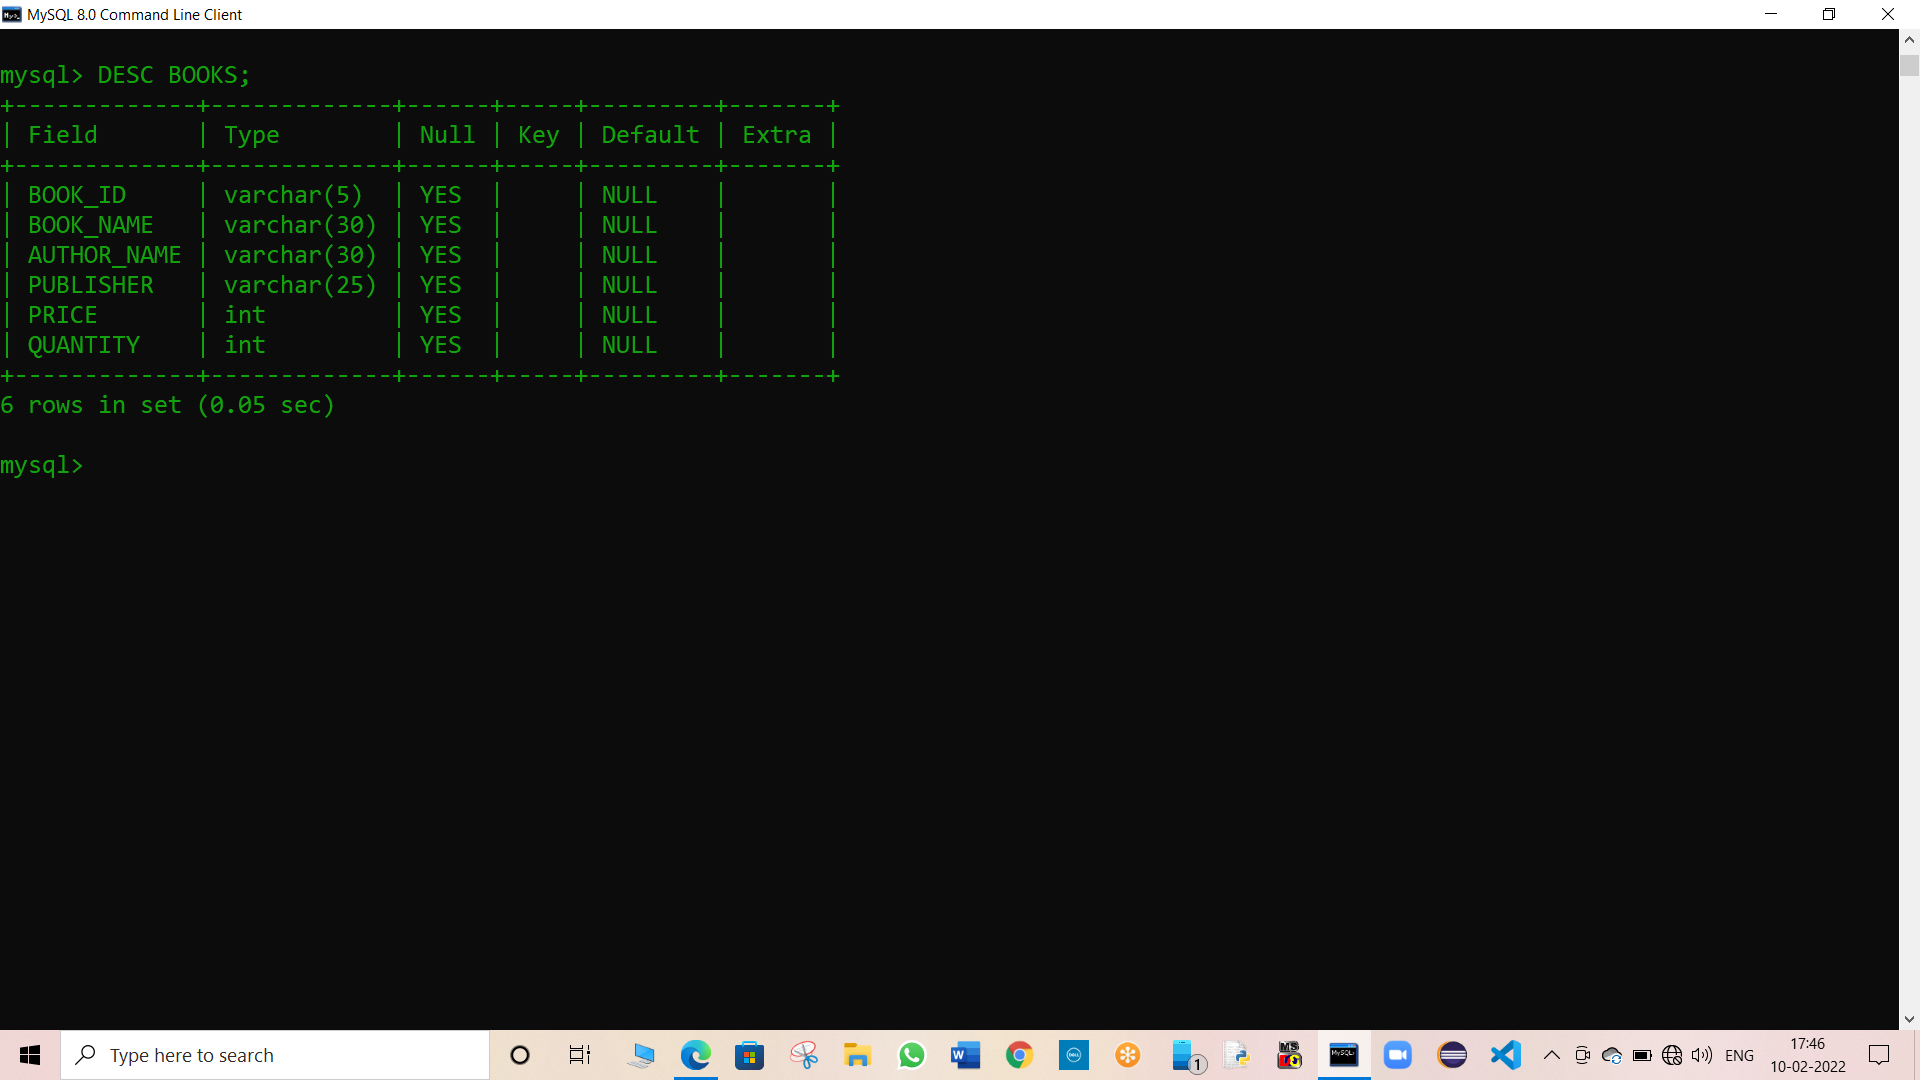 MySQL 8.0 Command Line Client
mysql> DESC BOOKS;
+-------------+-------------+------+-----+---------+-------+
| Field       | Type        | Null | Key | Default | Extra |
+-------------+-------------+------+-----+---------+-------+
| BOOK_ID     | varchar(5)  | YES  |     | NULL    |       |
| BOOK_NAME   | varchar(30) | YES  |     | NULL    |       |
| AUTHOR_NAME | varchar(30) | YES  |     | NULL    |       |
| PUBLISHER   | varchar(25) | YES  |     | NULL    |       |
| PRICE       | int         | YES  |     | NULL    |       |
| QUANTITY    | int         | YES  |     | NULL    |       |
+-------------+-------------+------+-----+---------+-------+
6 rows in set (0.05 sec)
mysql>
Type here to search
W
DELL
1
MS
MySQL>
ENG
17:46
10-02-2022